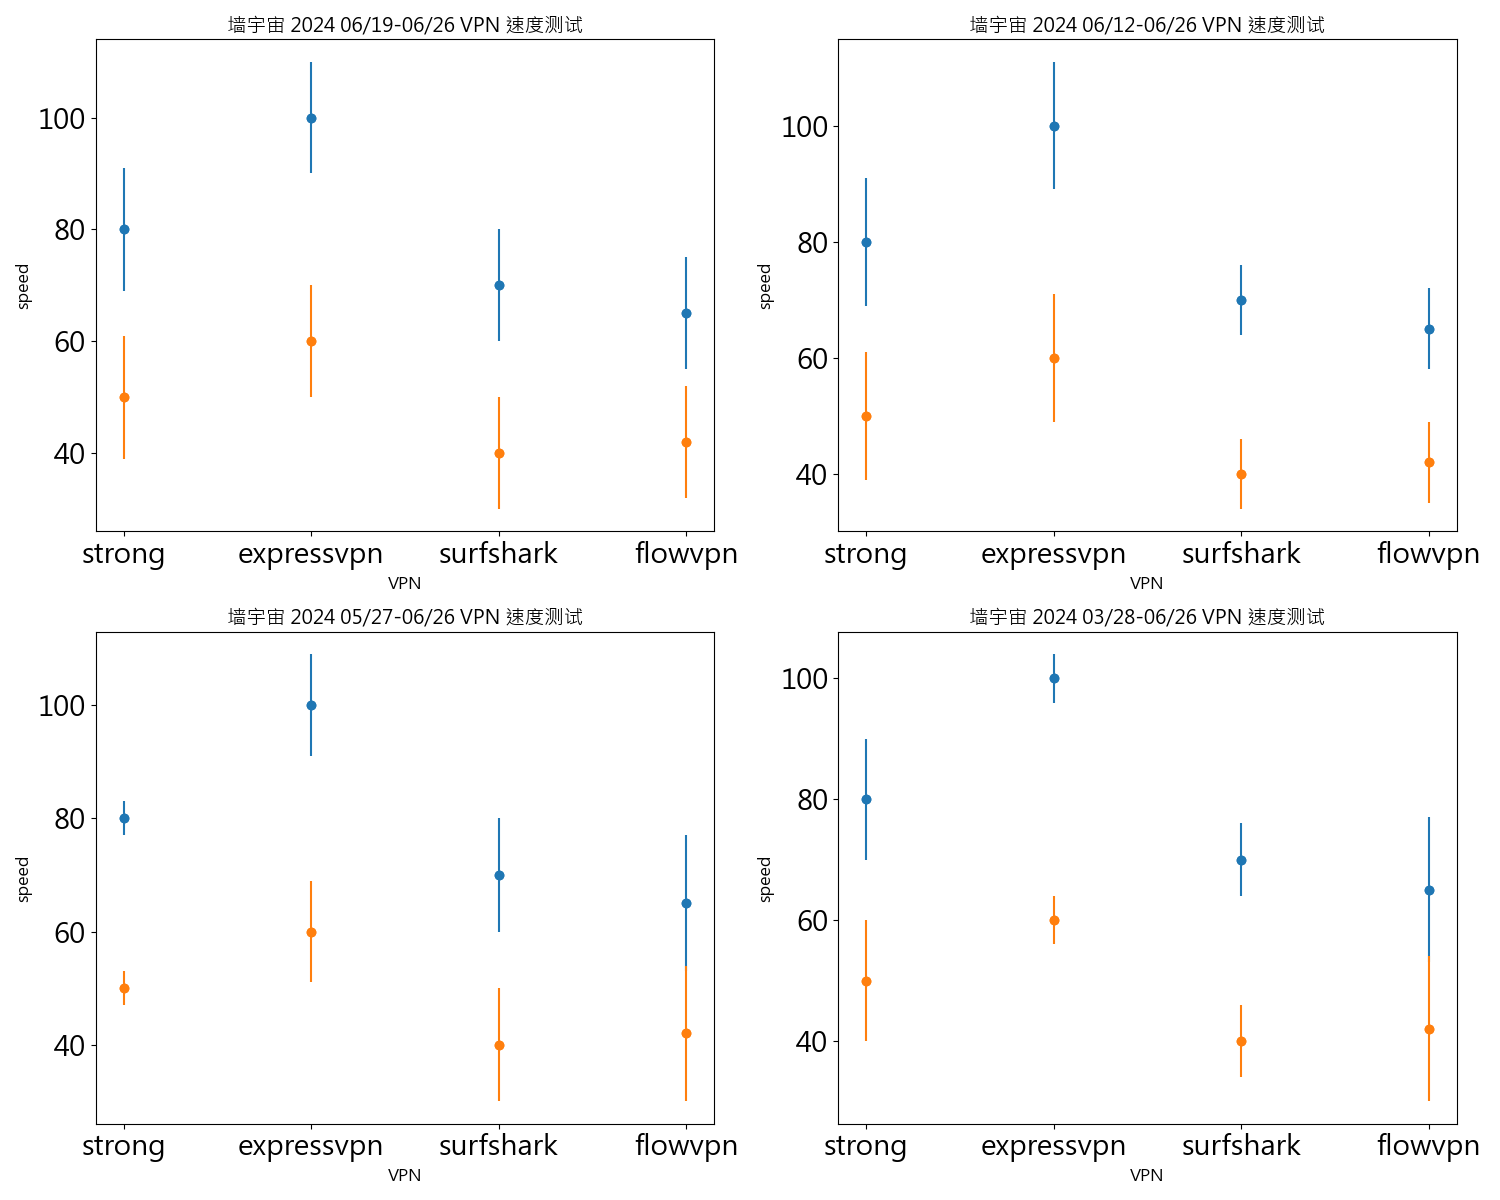 墙宇宙 2024 06/19-06/26 VPN 速度测试
100
80
60
40
speed
strong expressvpn surfshark flowvpn
VPN
墙宇宙 2024 06/12-06/26 VPN 速度测试
100
80
60
40
speed
strong expressvpn surfshark flowvpn
VPN
墙宇宙 2024 05/27-06/26 VPN 速度测试
100
80
60
40
speed
strong expressvpn surfshark flowvpn
VPN
墙宇宙 2024 03/28-06/26 VPN 速度测试
100
80
60
40
speed
strong expressvpn surfshark flowvpn
VPN